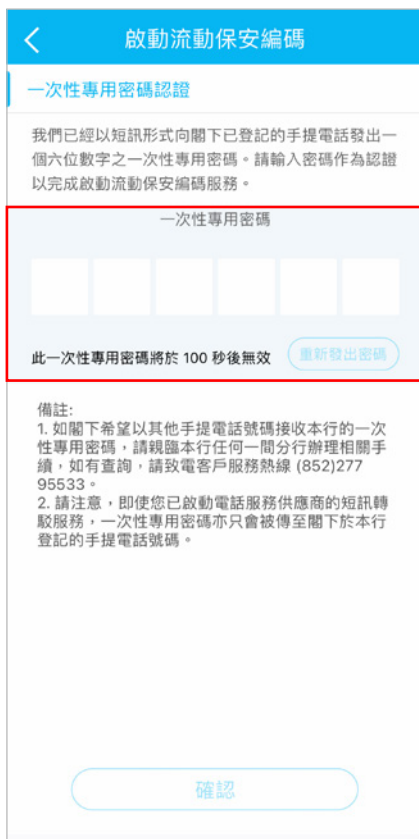 啟動流動保安編碼
一次性專用密碼認證
我們已經以短訊形式向閣下已登記的手提電話發出一
個六位數字之一次性專用密碼。請輸入密碼作為認證
以完成啟動流動保安編碼服務。
一次性專用密碼
此一次性專用密碼將於 100 秒後無效
重新發出密碼
備註:
1. 如閣下希望以其他手提電話號碼接收本行的一次
性專用密碼，請親臨本行任何一間分行辦理相關手
續，如有查詢，請致電客戶服務熱線 (852)277
95533。
2. 請注意，即使您已啟動電話服務供應商的短訊轉
駁服務，一次性專用密碼亦只會被傳至閣下於本行
登記的手提電話號碼。
確認